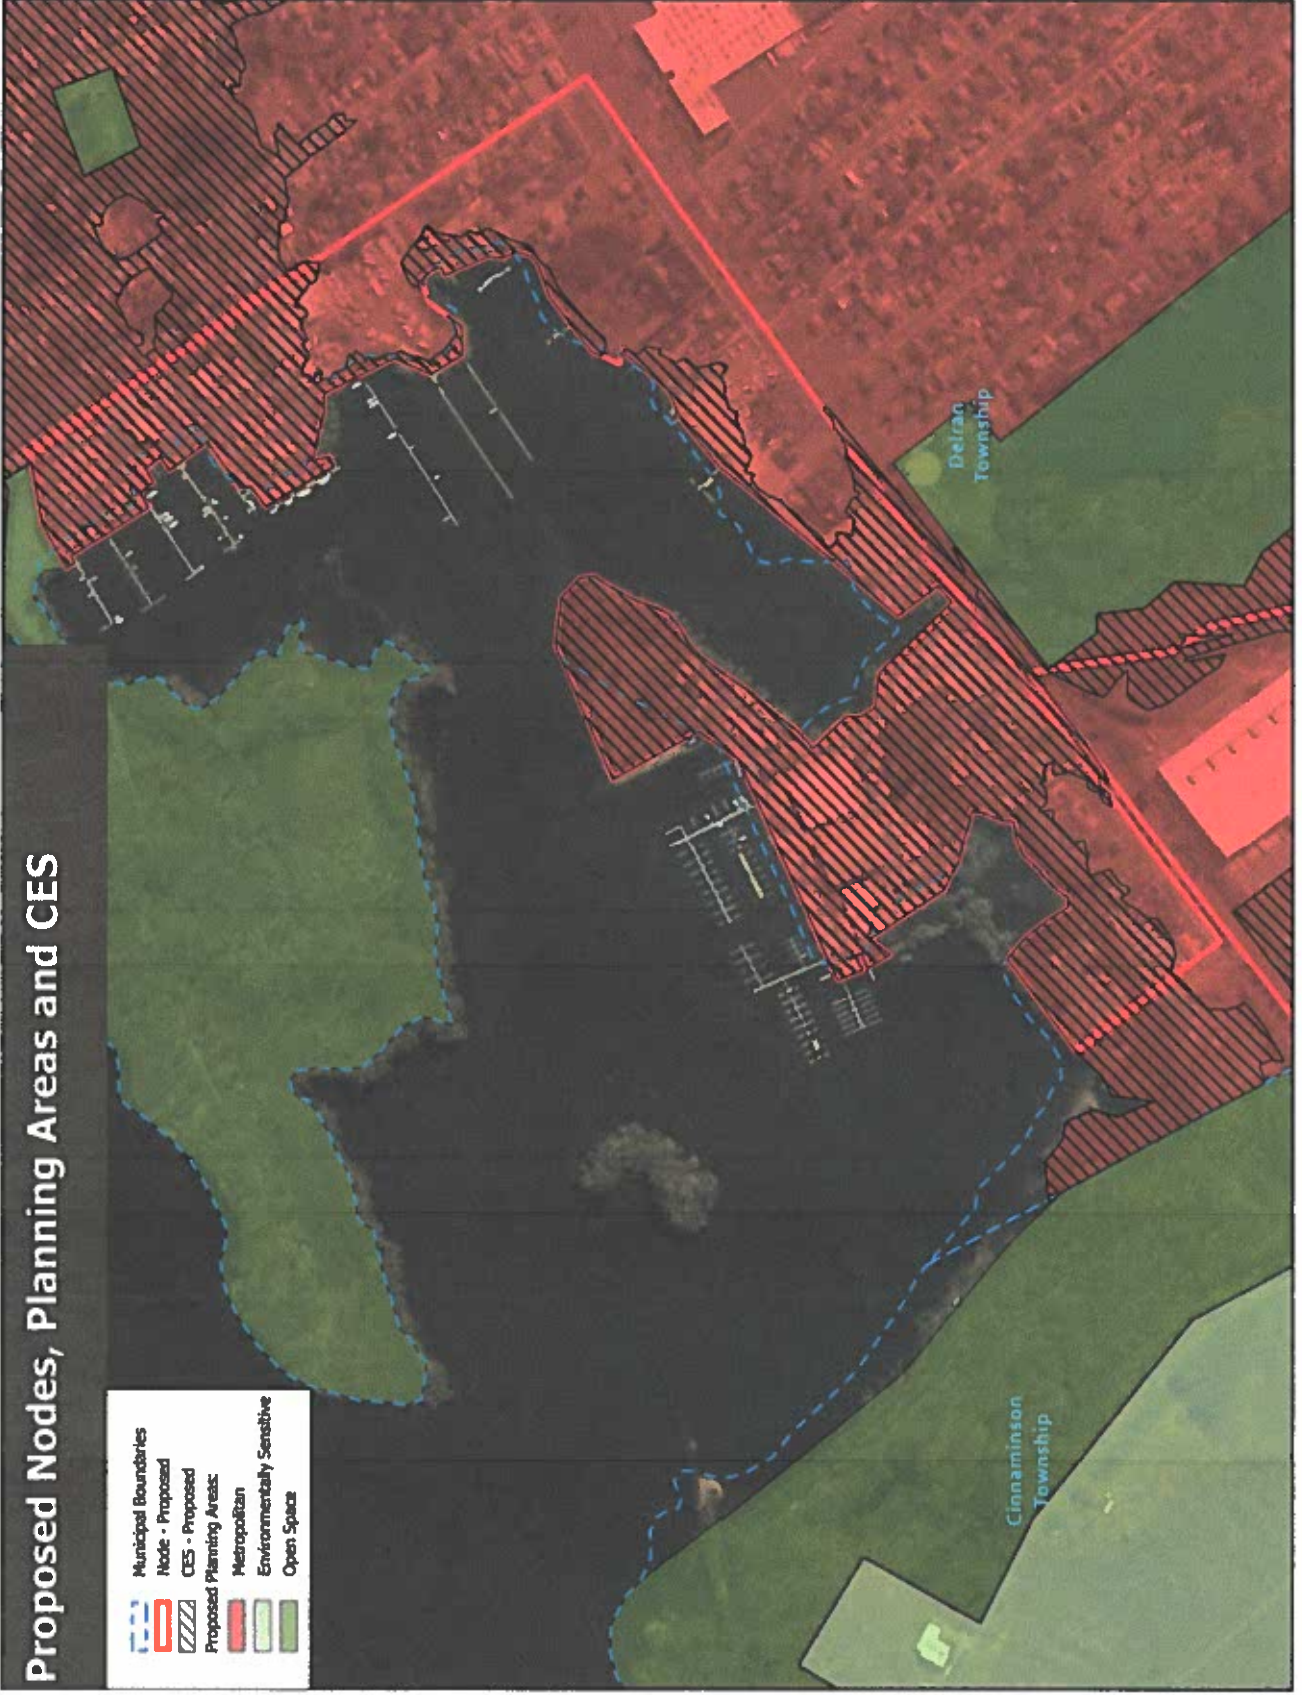 Proposed Nodes, Planning Areas and CES
Municipal Boundaries
Node - Proposed
CES - Proposed
Proposed Planning Areas:
Metropolitan
Environmentally Sensitive
Open Space
Delran
Township
Cinnaminson
Township